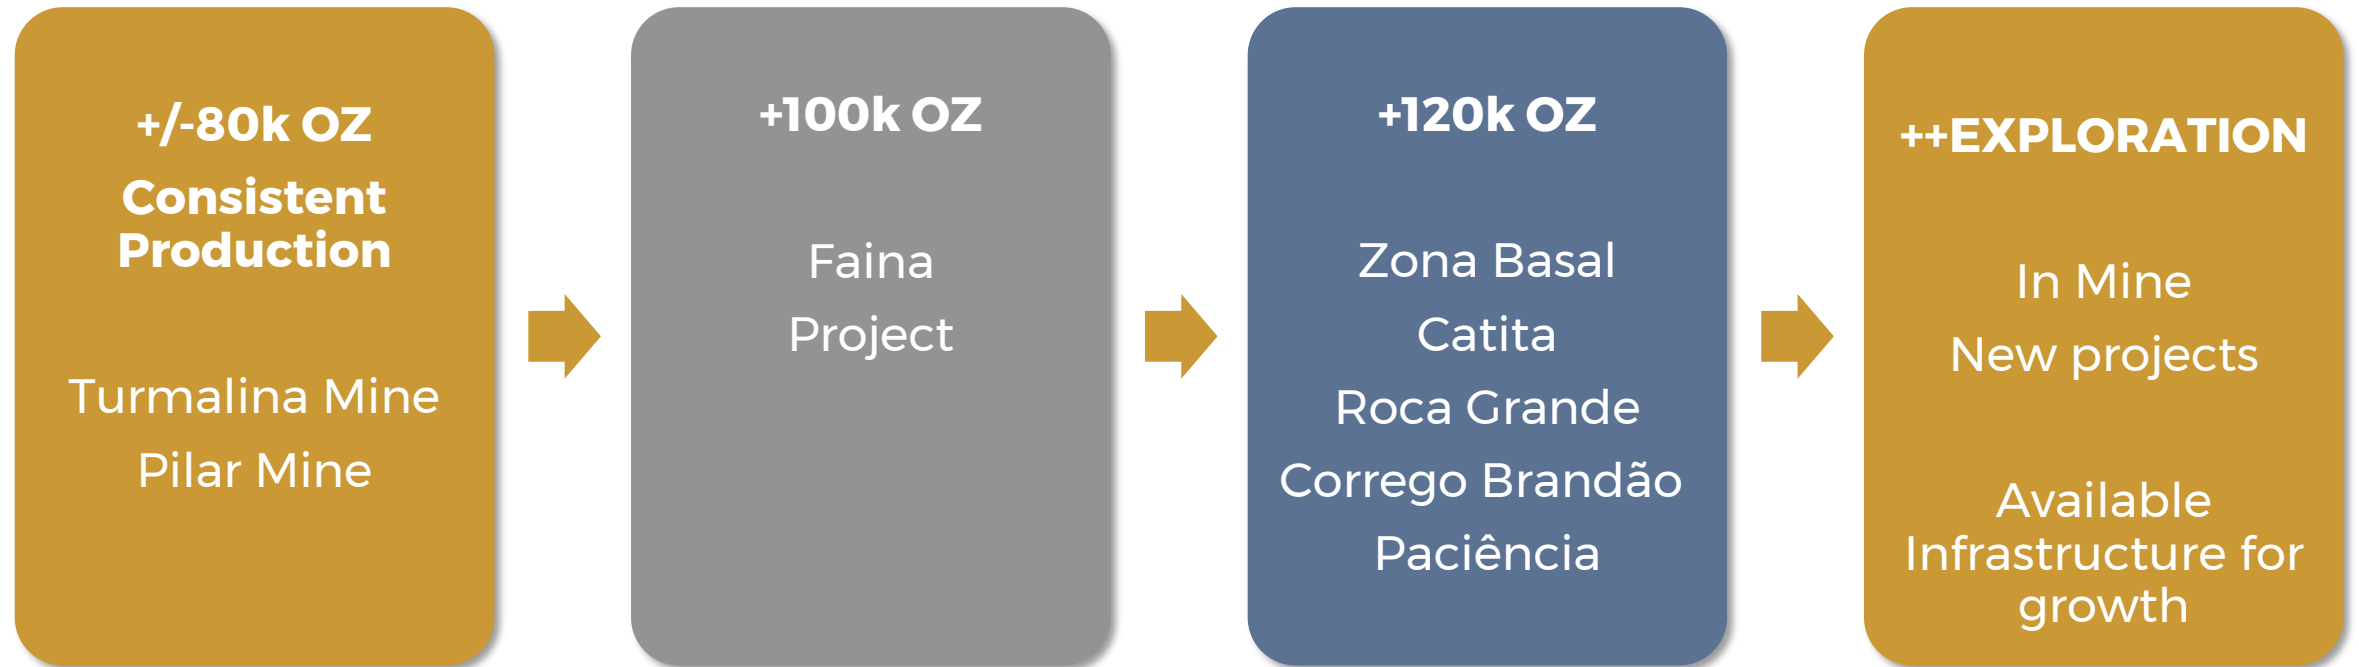 +/-80k OZ
Consistent
Production
Turmalina Mine
Pilar Mine
+100k OZ
Faina
Project
+120k OZ
Zona Basal
Catita
Roca Grande
Corrego Brandão
Paciência
++EXPLORATION
In Mine
New projects
Available
Infrastructure for
growth